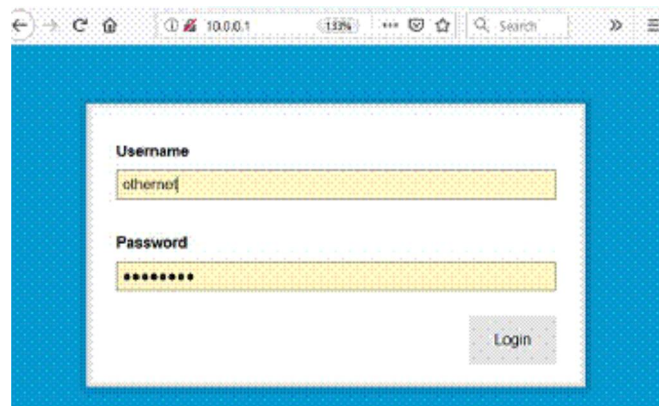 10.0.0.1 133% Search
Username
othernet
Password
●●●●●●●●
Login